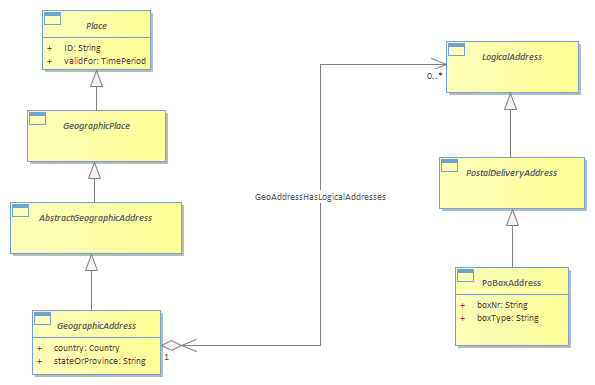 Place
+ ID: String
+ validFor: TimePeriod
GeographicPlace
AbstractGeographicAddress
GeographicAddress
+ country: Country
+ stateOrProvince: String
1
GeoAddressHasLogicalAddresses
0..*
LogicalAddress
PostalDeliveryAddress
PoBoxAddress
+ boxNr: String
+ boxType: String